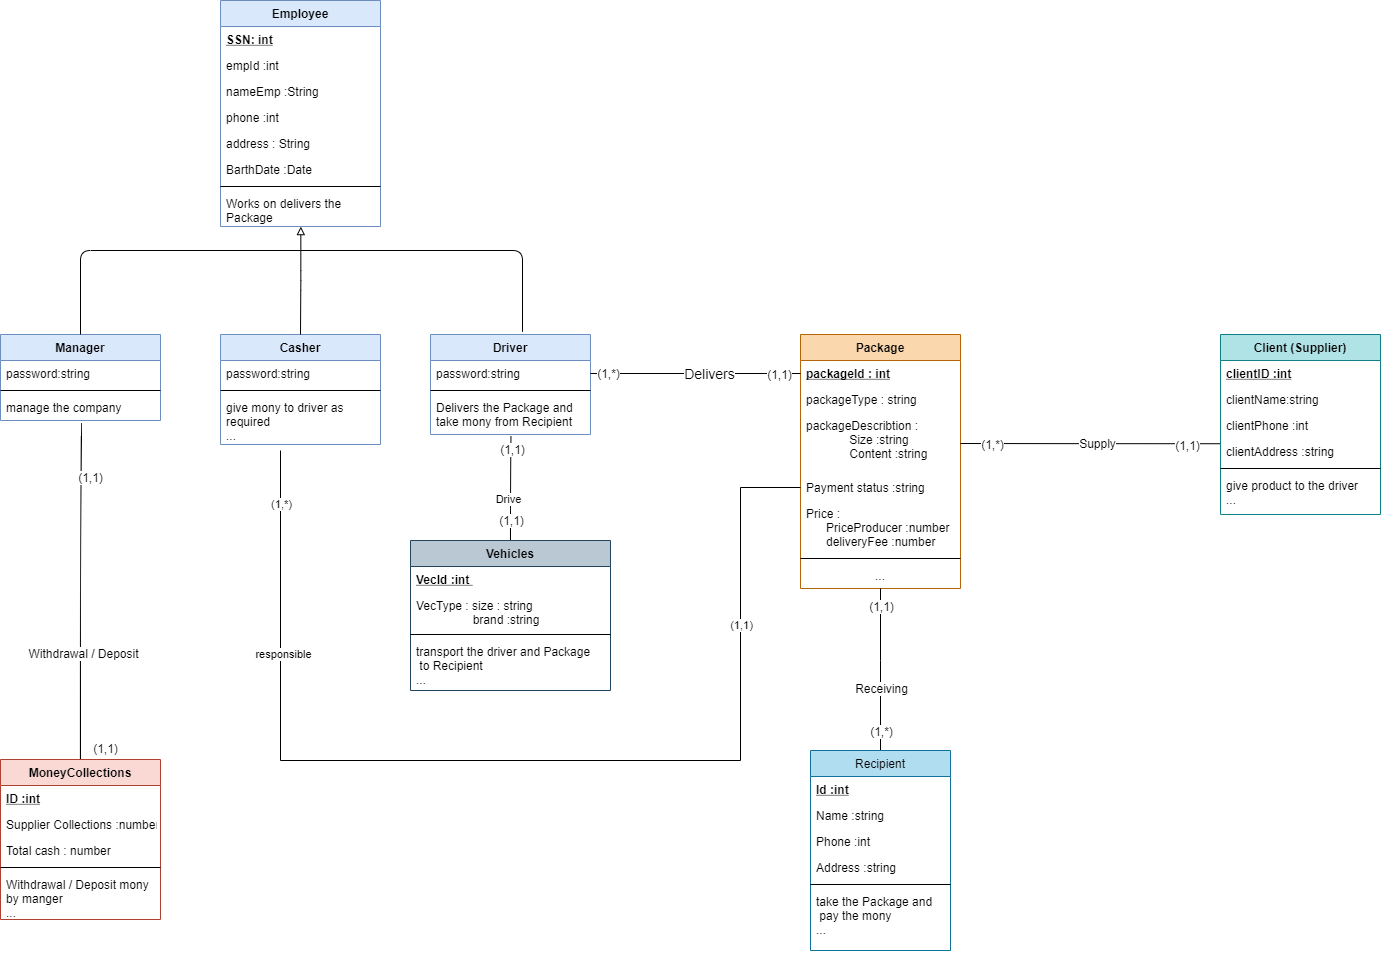 Employee
SSN: int
empId :int
nameEmp :String
phone :int
address : String
BarthDate :Date
Works on delivers the
Package
Manager
password:string
manage the company
Casher
password:string
give mony to driver as
required
...
Driver
password:string
Delivers the Package and
take mony from Recipient
(1,*)
Delivers
(1,1)
Package
packageId : int
packageType : string
packageDescribtion :
Size :string
Content :string
Payment status :string
Price :
PriceProducer :number
deliveryFee :number
...
(1,*)
Supply
(1,1)
Client (Supplier)
clientID :int
clientName:string
clientPhone :int
clientAddress :string
give product to the driver
...
(1,1)
Withdrawal / Deposit
(1,1)
(1,*)
responsible
(1,1)
(1,1)
Drive
(1,1)
Vehicles
VecId :int
VecType : size : string
brand :string
transport the driver and Package
to Recipient
...
(1,1)
Receiving
(1,*)
MoneyCollections
ID :int
Supplier Collections :number
Total cash : number
Withdrawal / Deposit mony
by manger
...
Recipient
Id :int
Name :string
Phone :int
Address :string
take the Package and
pay the mony
...